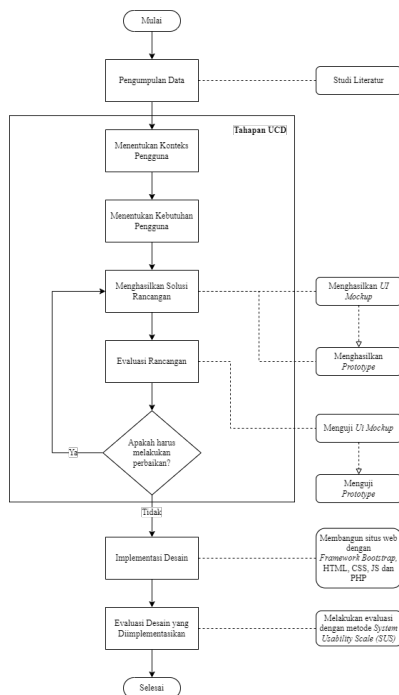 Mulai
Pengumpulan Data
Studi Literatur
Tahapan UCD
Menentukan Konteks
Pengguna
Menentukan Kebutuhan
Pengguna
Menghasilkan Solusi
Rancangan
Menghasilkan UI
Mockup
Evaluasi Rancangan
Menghasilkan
Prototype
Apakah harus
melakukan
perbaikan?
Ya
Menguji Ui Mockup
Menguji
Prototype
Tidak
Implementasi Desain
Membangun situs web
dengan
Framework Bootstrap,
HTML, CSS, JS dan
PHP
Evaluasi Desain yang
Diimplementasikan
Melakukan evaluasi
dengan metode System
Usability Scale (SUS)
Selesai